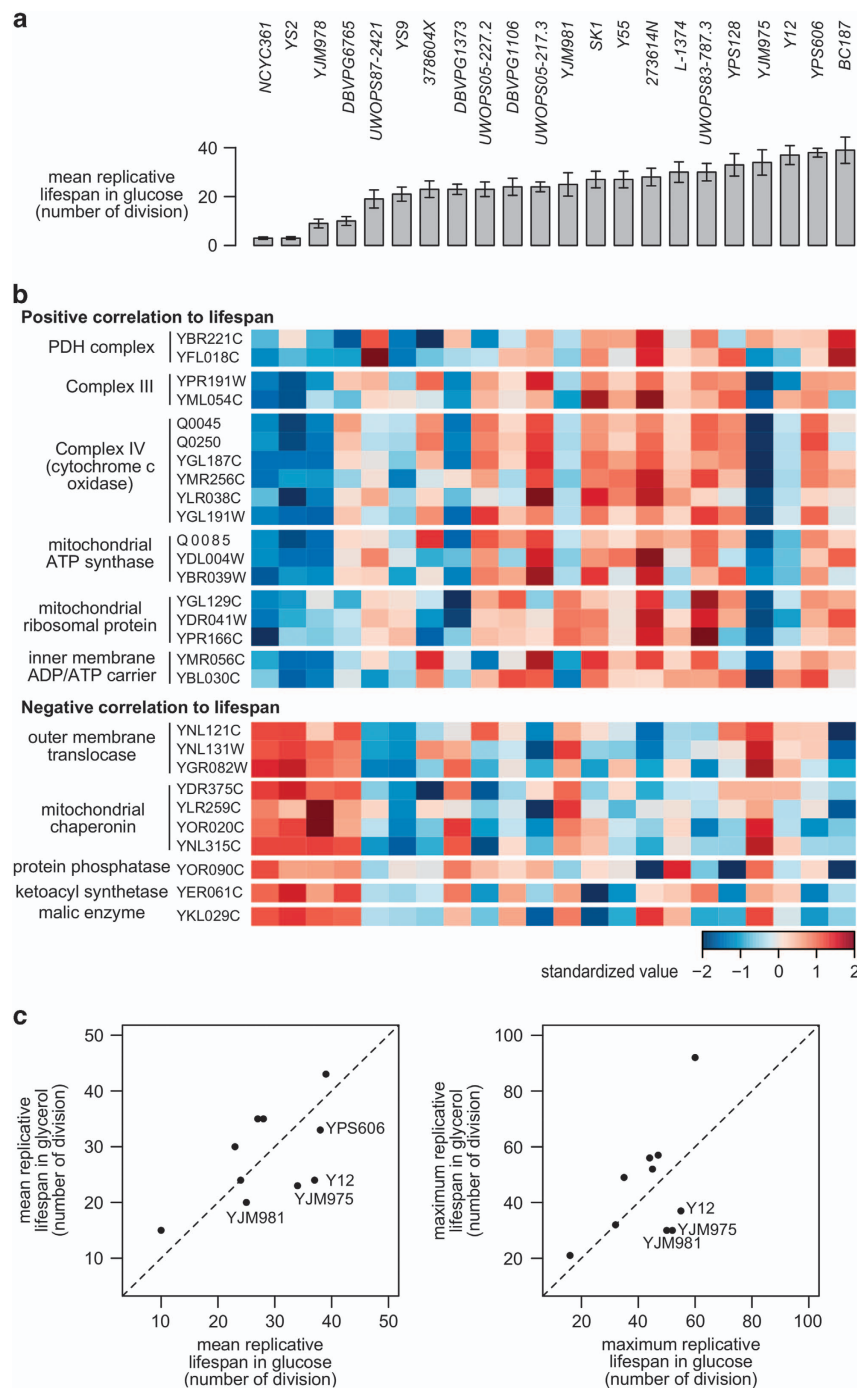 a
NCYC361
YS2
YJM978
DBVPG6765
UWOPS87-2421
YS9
378604X
DBVPG1373
UWOPS05-227.2
DBVPG1106
UWOPS05-217.3
YJM981
SK1
Y55
273614N
L-1374
UWOPS83-787.3
YPS128
YJM975
Y12
YPS606
BC187
mean replicative
lifespan in glucose
(number of division)
40
20
0
b
Positive correlation to lifespan
PDH complex
YBR221C
YFL018C
Complex III
YPR191W
YML054C
Complex IV
(cytochrome c
oxidase)
Q0045
Q0250
YGL187C
YMR256C
YLR038C
YGL191W
mitochondrial
ATP synthase
Q0085
YDL004W
YBR039W
mitochondrial
ribosomal protein
YGL129C
YDR041W
YPR166C
inner membrane
ADP/ATP carrier
YMR056C
YBL030C
Negative correlation to lifespan
outer membrane
translocase
YNL121C
YNL131W
YGR082W
mitochondrial
chaperonin
YDR375C
YLR259C
YOR020C
YNL315C
protein phosphatase YOR090C
ketoacyl synthetase YER061C
malic enzyme YKL029C
standardized value −2 −1 0 1 2
c
mean replicative
lifespan in glycerol
(number of division)
50
40
30
20
10
YPS606
Y12
YJM975
YJM981
10 20 30 40 50
mean replicative
lifespan in glucose
(number of division)
maximum replicative
lifespan in glycerol
(number of division)
100
80
60
40
20
Y12
YJM975
YJM981
20 40 60 80 100
maximum replicative
lifespan in glucose
(number of division)